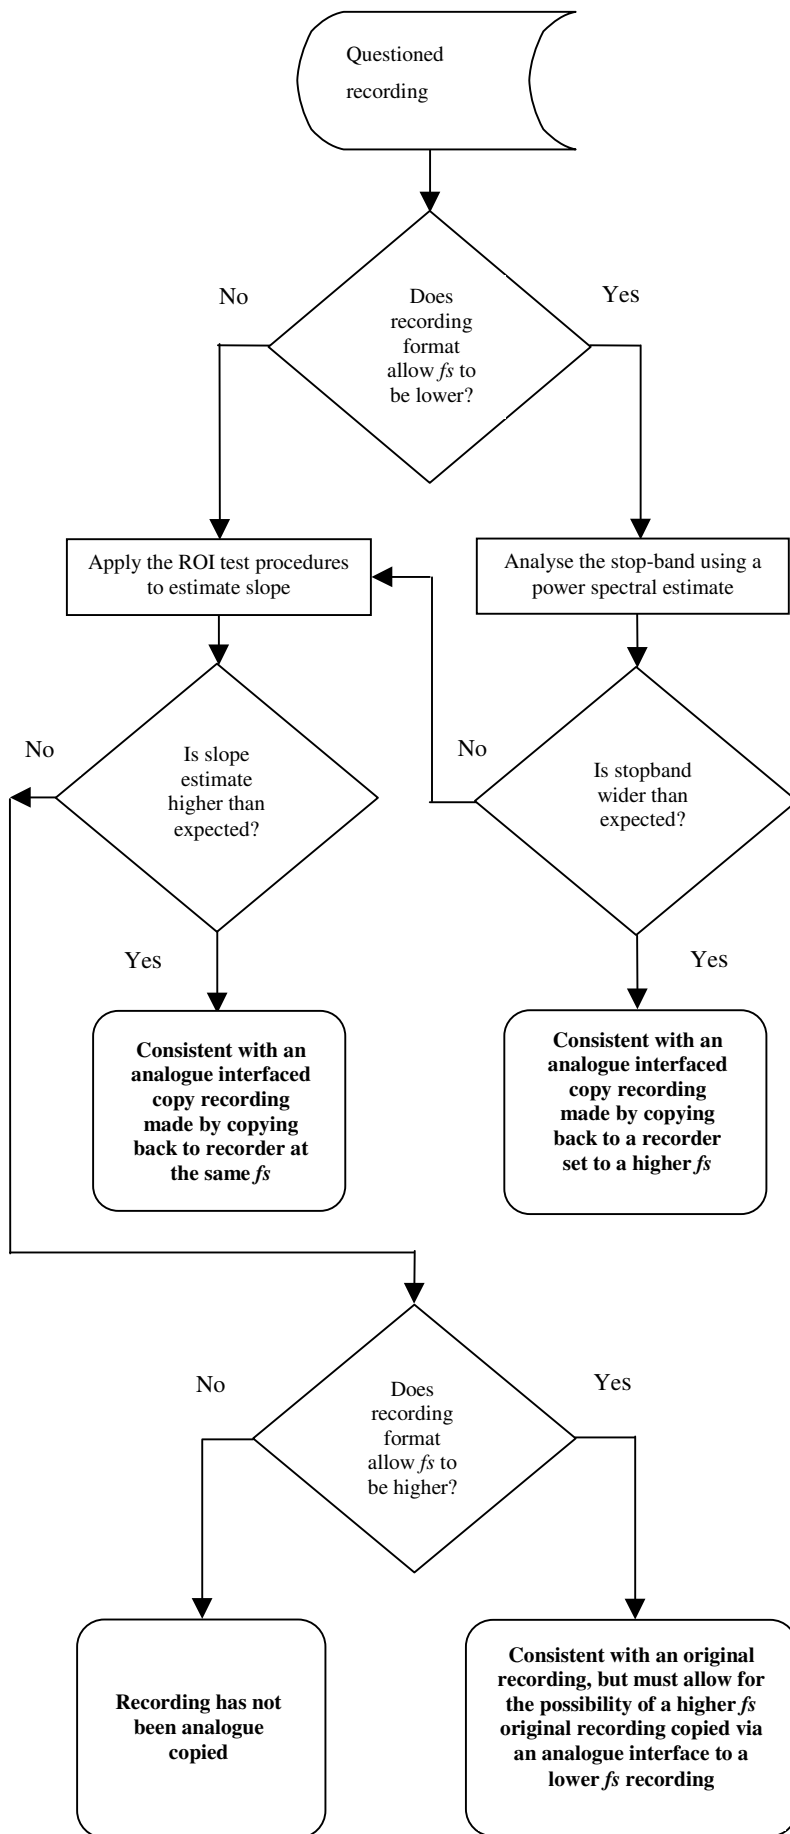 Questioned
recording
No
Yes
Does
recording
format
allow fs to
be lower?
Apply the ROI test procedures
to estimate slope
Analyse the stop-band using a
power spectral estimate
No
Is slope
estimate
higher than
expected?
No
Is stopband
wider than
expected?
Yes
Yes
Consistent with an
analogue interfaced
copy recording
made by copying
back to recorder at
the same fs
Consistent with an
analogue interfaced
copy recording
made by copying
back to a recorder
set to a higher fs
No
Yes
Does
recording
format
allow fs to
be higher?
Recording has not
been analogue
copied
Consistent with an original
recording, but must allow for
the possibility of a higher fs
original recording copied via
an analogue interface to a
lower fs recording